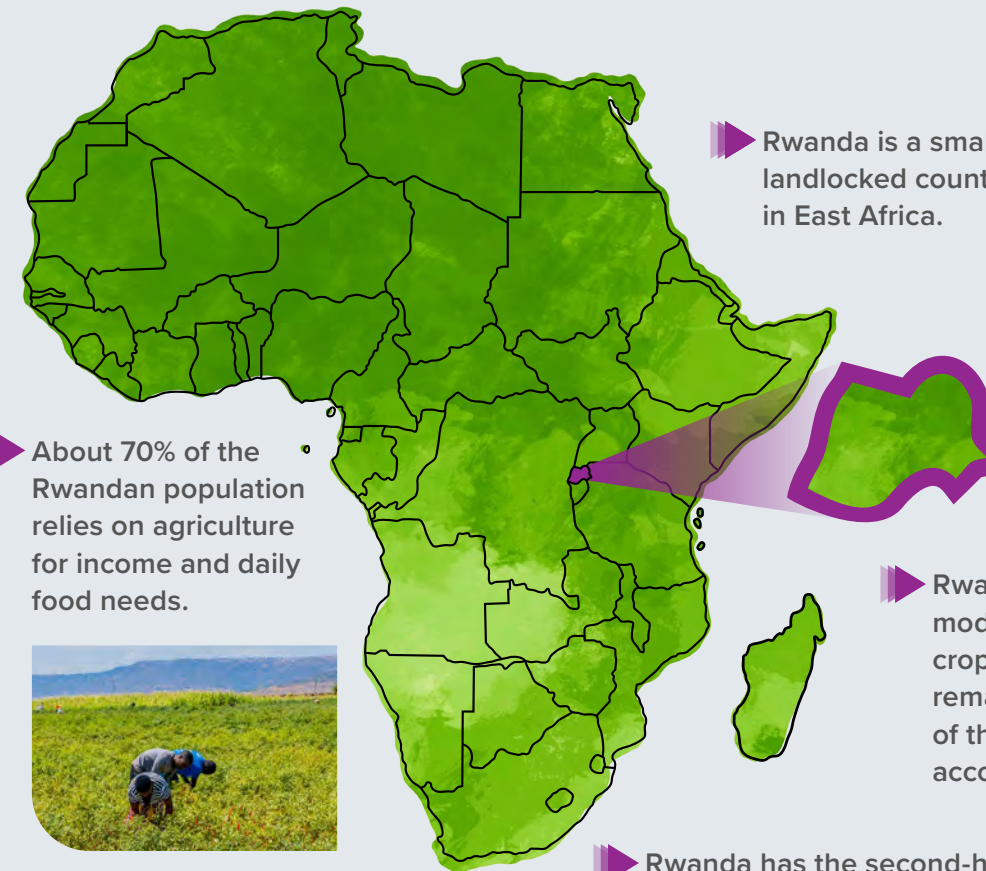 Rwanda is a sma
landlocked count
in East Africa.
About 70% of the
Rwandan population
relies on agriculture
for income and daily
food needs.
Rwa
mod
crop
rema
of th
acco
Rwanda has the second-h